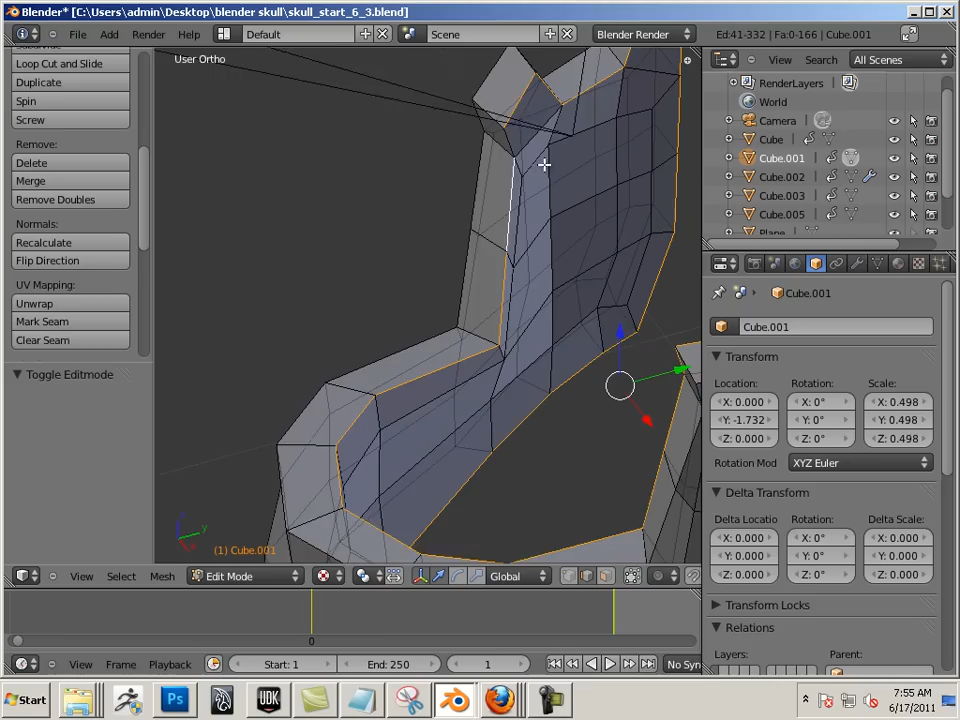 Blender* [C:\Users\admin\Desktop\blender skull\skull_start_6_3.blend]
File Add Render Help Default Scene Blender Render Ed:41-332 | Fa:0-166 | Cube.001
Loop Cut and Slide
Duplicate
Spin
Screw
Remove:
Delete
Merge
Remove Doubles
Normals:
Recalculate
Flip Direction
UV Mapping:
Unwrap
Mark Seam
Clear Seam
Toggle Editmode
User Ortho
z
y
x
(1) Cube.001
View Select Mesh Edit Mode Global
View Search All Scenes
RenderLayers
World
Camera
Cube
Cube.001
Cube.002
Cube.003
Cube.005
Plane
Cube.001
Cube.001
Transform
Location: Rotation: Scale:
X: 0.000 X: 0° X: 0.498
Y: -1.732 Y: 0° Y: 0.498
Z: 0.000 Z: 0° Z: 0.498
Rotation Mod XYZ Euler
Delta Transform
Delta Locatio Rotation: Delta Scale:
X: 0.000 X: 0° X: 0.000
Y: 0.000 Y: 0° Y: 0.000
Z: 0.000 Z: 0° Z: 0.000
Transform Locks
Relations
Layers: Parent:
0
View Frame Playback Start: 1 End: 250 1 No Syn
Start Ps UDK 7:55 AM
6/17/2011